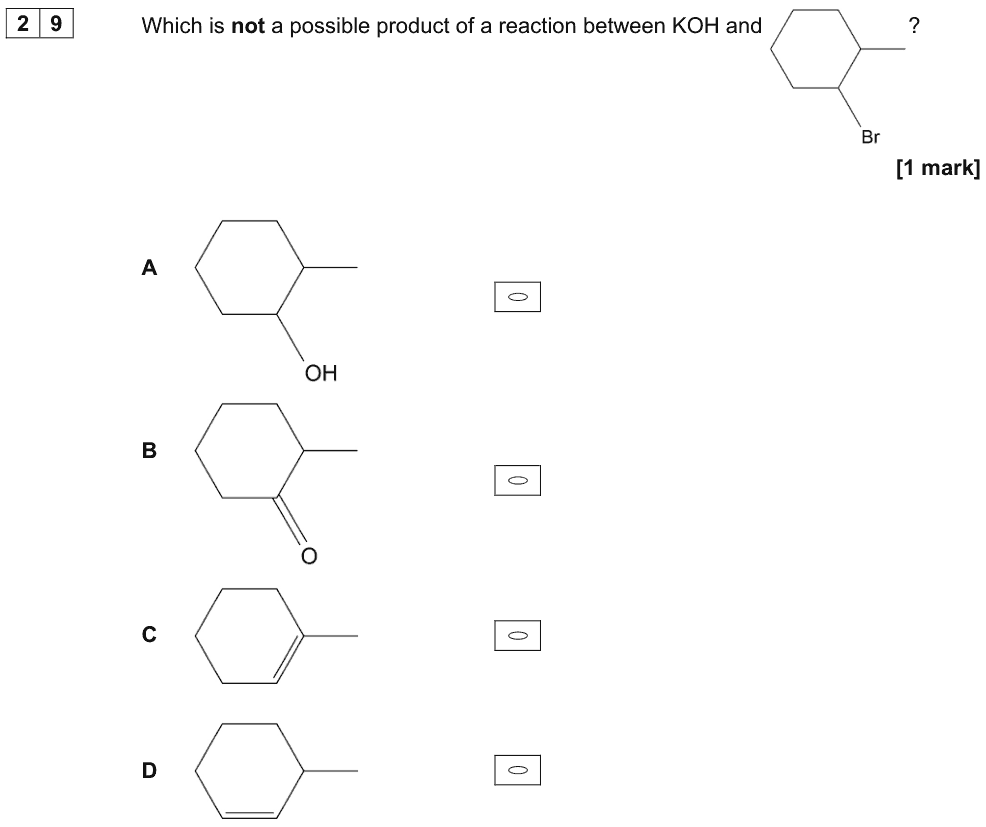 2 9 Which is not a possible product of a reaction between KOH and ?
Br
[1 mark]
A
OH
B
O
C
D